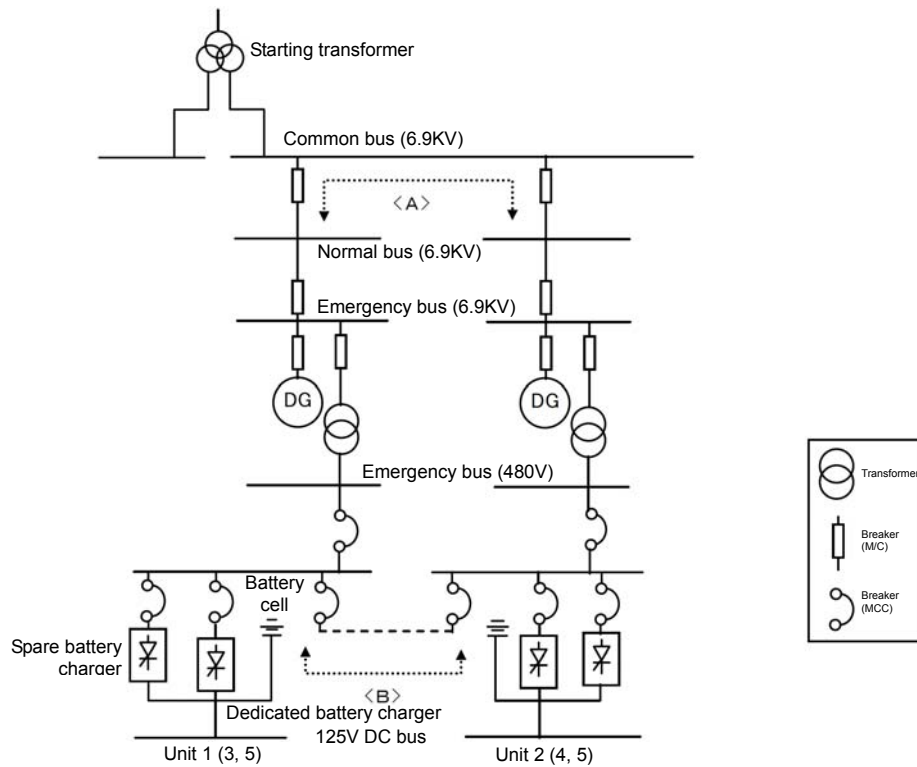 Starting transformer
Common bus (6.9KV)
<A>
Normal bus (6.9KV)
Emergency bus (6.9KV)
DG
DG
Emergency bus (480V)
Transformer
Breaker
(M/C)
Breaker
(MCC)
Battery
cell
Spare battery
charger
<B>
Dedicated battery charger
125V DC bus
Unit 1 (3, 5)
Unit 2 (4, 5)